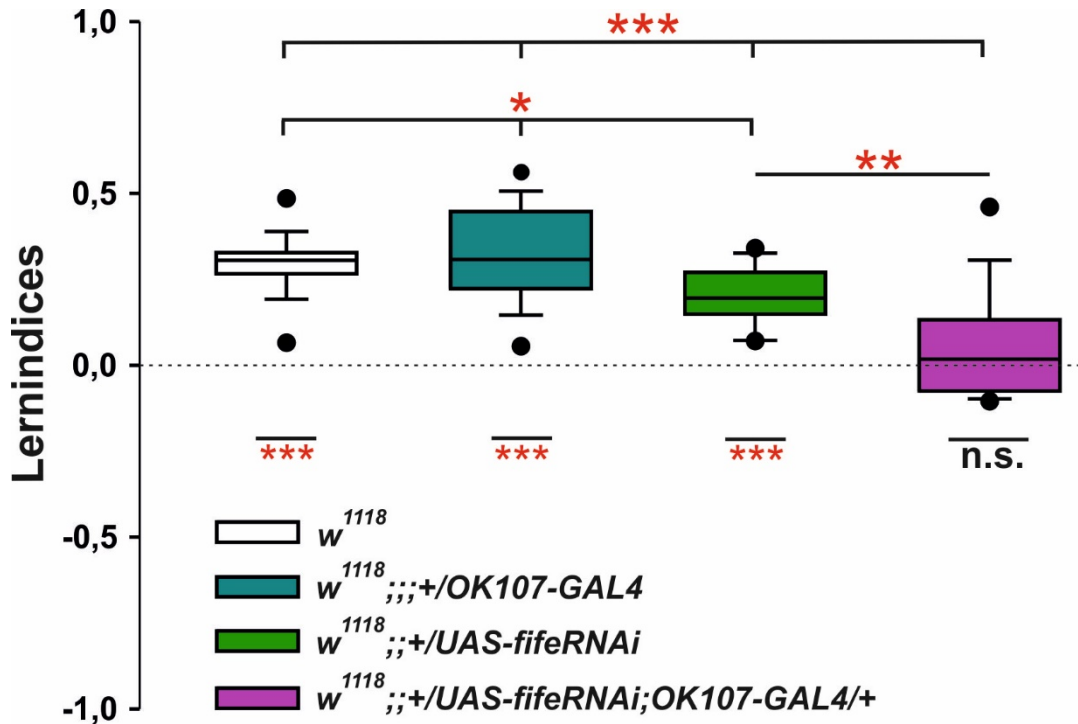 1,0
***
*
0,5
**
Lernindices
0,0
*** *** *** n.s.
-0,5
w1118
w1118;;;+/OK107-GAL4
w1118;;+/UAS-fifeRNAi
w1118;;+/UAS-fifeRNAi;OK107-GAL4/+
-1,0